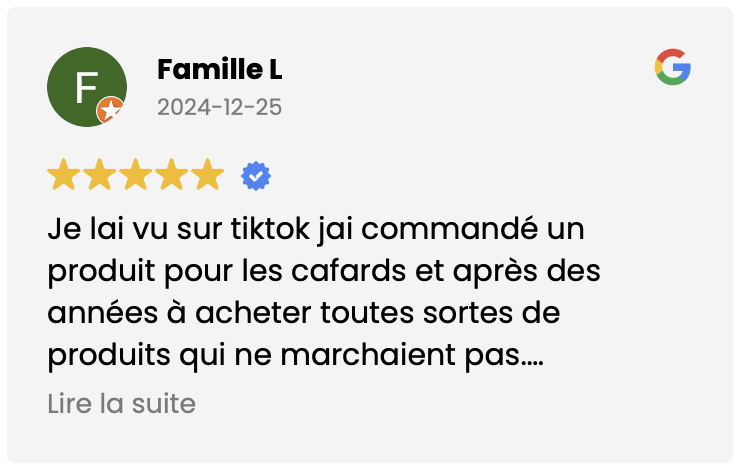 F
Famille L
2024-12-25
G
Je lai vu sur tiktok jai commandé un
produit pour les cafards et après des
années à acheter toutes sortes de
produits qui ne marchaient pas....
Lire la suite